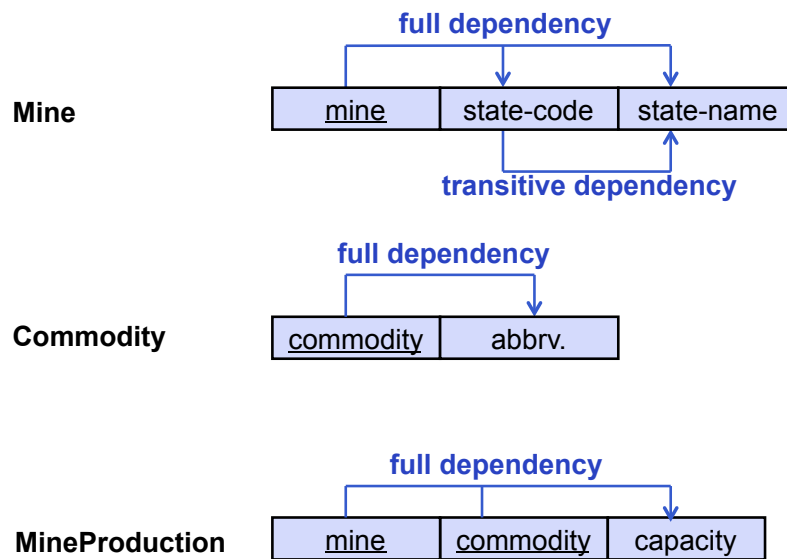 full dependency
Mine
mine state-code state-name
transitive dependency
full dependency
Commodity
commodity abbrv.
full dependency
MineProduction
mine commodity capacity